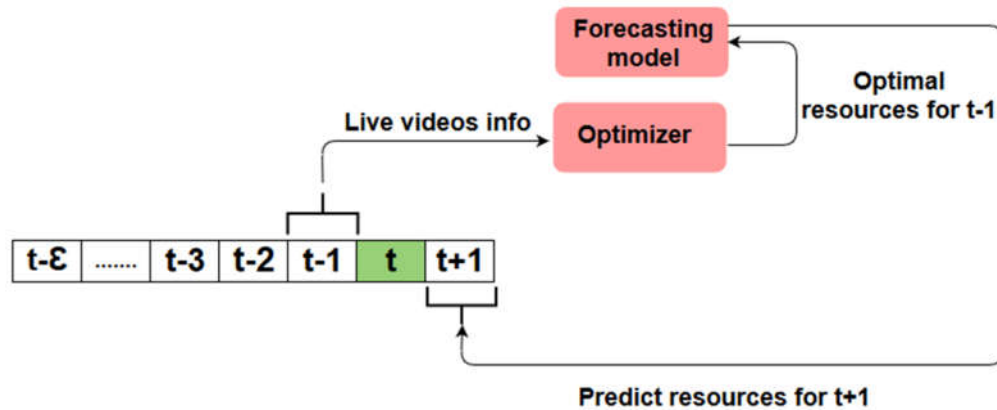 Forecasting
model
Optimal
resources for t-1
Live videos info
Optimizer
t-Ɛ ....... t-3 t-2 t-1 t t+1
Predict resources for t+1